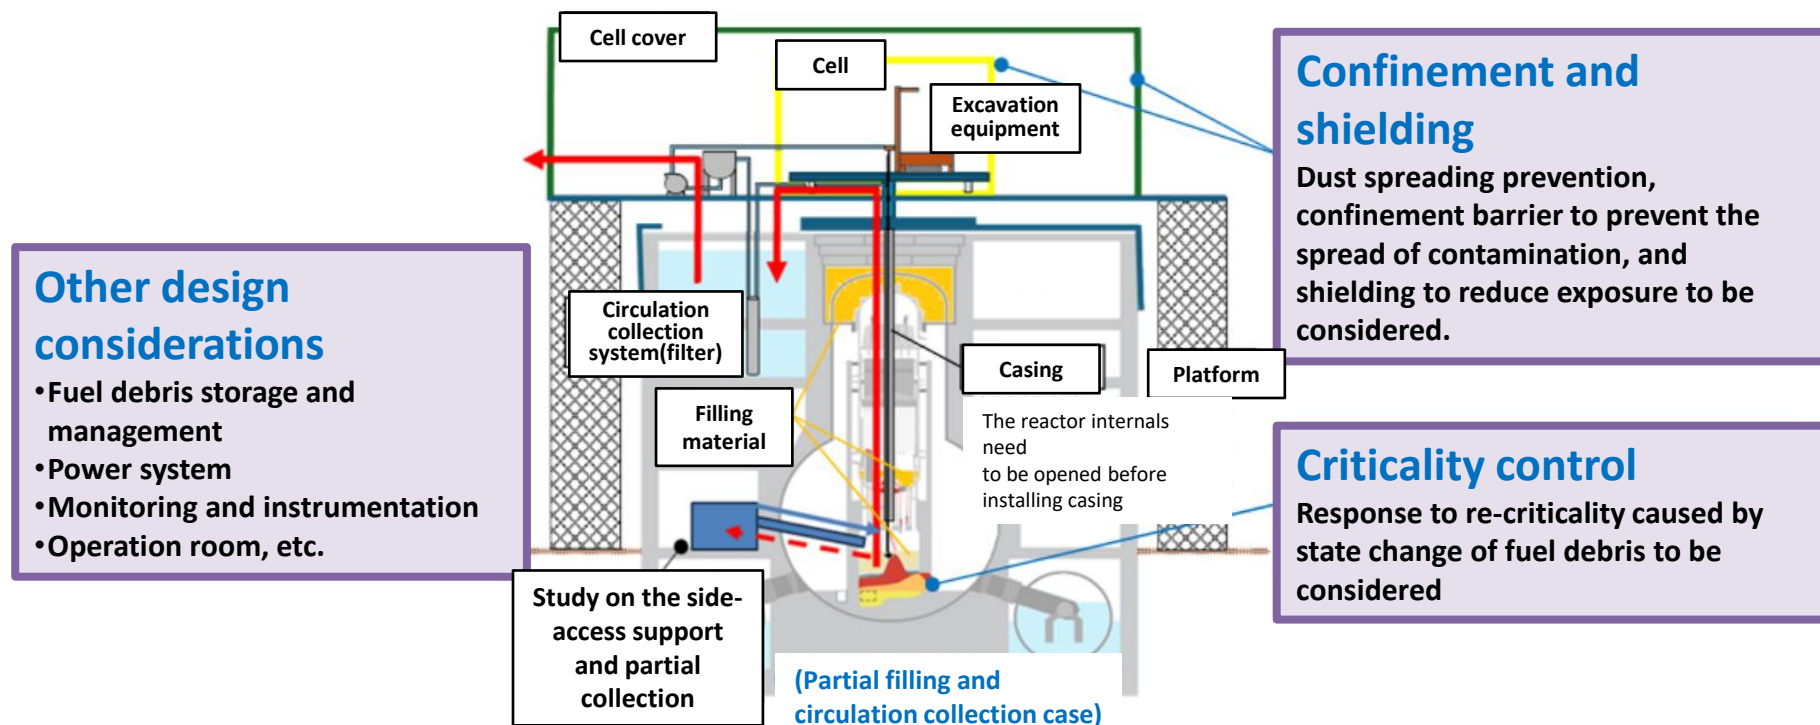 Cell cover
Cell
Excavation
equipment
Confinement and
shielding
Dust spreading prevention,
confinement barrier to prevent the
spread of contamination, and
shielding to reduce exposure to be
considered.
Other design
considerations
•Fuel debris storage and
management
•Power system
•Monitoring and instrumentation
•Operation room, etc.
Circulation
collection
system(filter)
Casing
Platform
Filling
material
The reactor internals
need
to be opened before
installing casing
Criticality control
Response to re-criticality caused by
state change of fuel debris to be
considered
Study on the side-
access support
and partial
collection
(Partial filling and
circulation collection case)